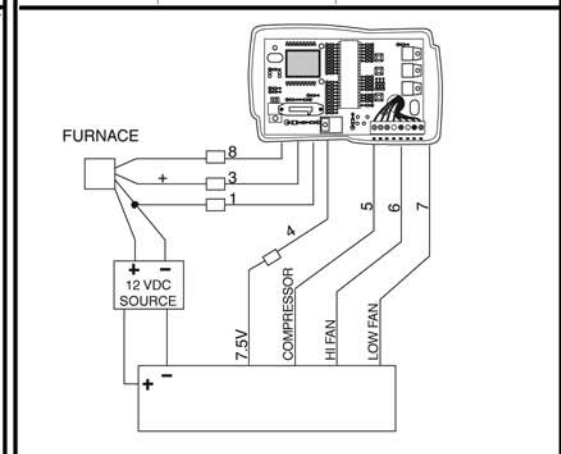 FURNACE
8
+ 3
1
4
5
6
7
+ −
12 VDC
SOURCE
7.5V
COMPRESSOR
HI FAN
LOW FAN
+ −